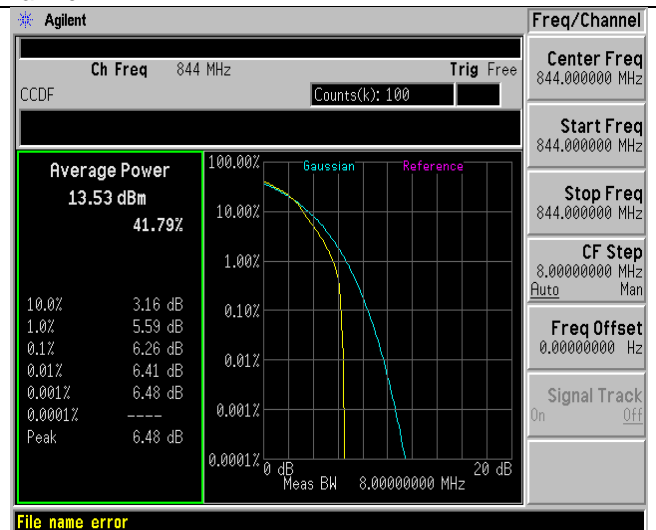 Agilent
Freq/Channel
Ch Freq 844 MHz Trig Free
CCDF Counts(k): 100
Average Power
13.53 dBm
41.79%
10.0% 3.16 dB
1.0% 5.59 dB
0.1% 6.26 dB
0.01% 6.41 dB
0.001% 6.48 dB
0.0001% ----
Peak 6.48 dB
Gaussian Reference
100.00%
10.00%
1.00%
0.10%
0.01%
0.001%
0.0001%
0 dB 20 dB
Meas BW 8.00000000 MHz
Center Freq
844.000000 MHz
Start Freq
844.000000 MHz
Stop Freq
844.000000 MHz
CF Step
8.00000000 MHz
Auto Man
Freq Offset
0.00000000 Hz
Signal Track
On Off
File name error